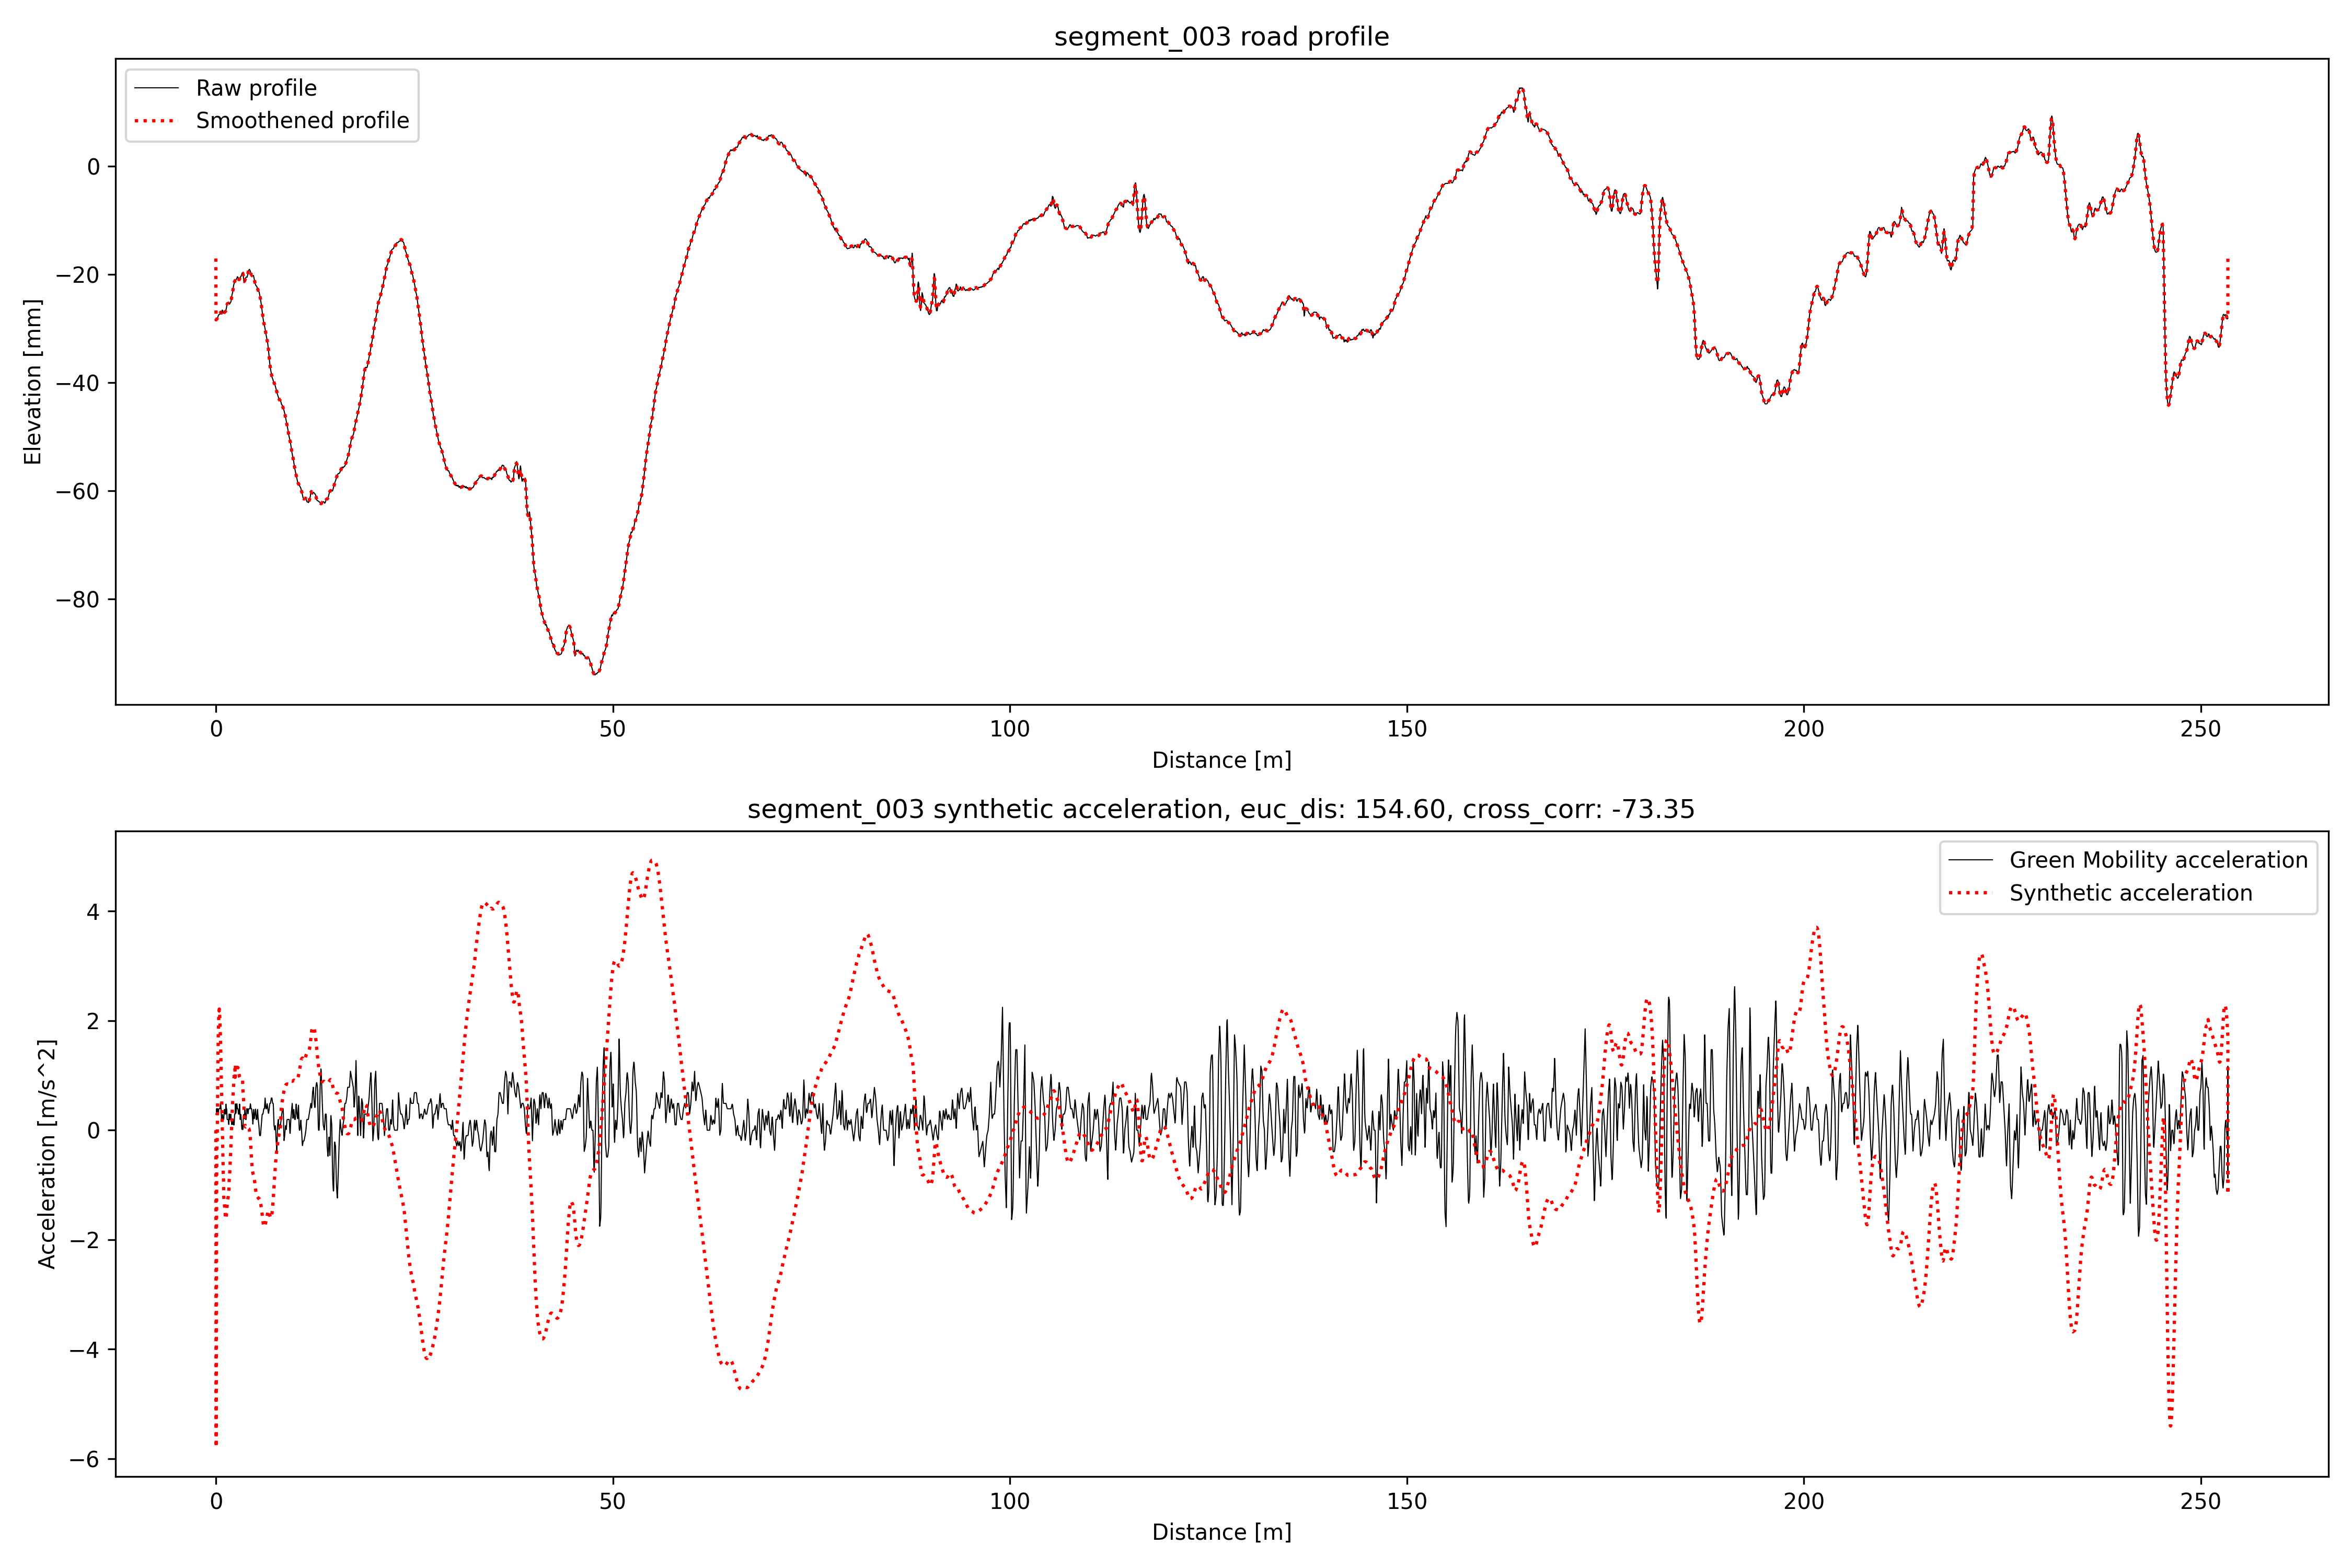 segment_003 road profile
Raw profile
Smoothened profile
Elevation [mm]
0
−20
−40
−60
−80
0 50 100 150 200 250
Distance [m]
segment_003 synthetic acceleration, euc_dis: 154.60, cross_corr: -73.35
Green Mobility acceleration
Synthetic acceleration
Acceleration [m/s^2]
4
2
0
−2
−4
−6
0 50 100 150 200 250
Distance [m]